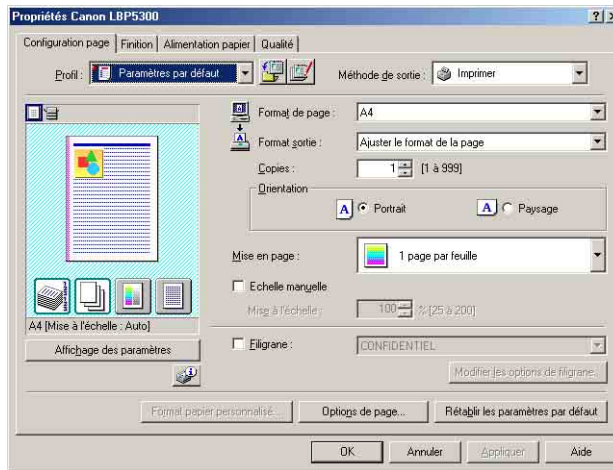 Propriétés Canon LBP5300
Configuration page Finition Alimentation papier Qualité
Profil : Paramètres par défaut Méthode de sortie : Imprimer
Format de page : A4
Format sortie : Ajuster le format de la page
Copies : 1 [1 à 999]
Orientation
A Portrait A Paysage
Mise en page : 1 page par feuille
Echelle manuelle
Mise à l'échelle : 100 % [25 à 200]
A4 [Mise à l'échelle : Auto]
Affichage des paramètres
Filigrane : CONFIDENTIEL
Modifier les options de filigrane...
Format papier personnalisé... Options de page... Rétablir les paramètres par défaut
OK Annuler Appliquer Aide